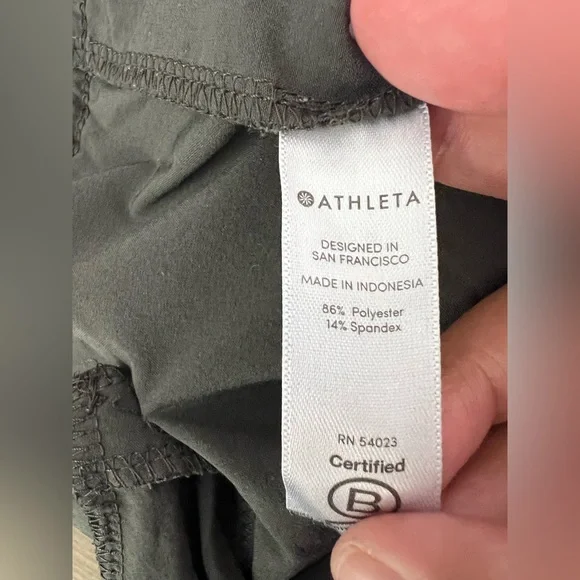 ATHLETA
DESIGNED IN
SAN FRANCISCO
MADE IN INDONESIA
86% Polyester
14% Spandex
RN 54023
Certified
B